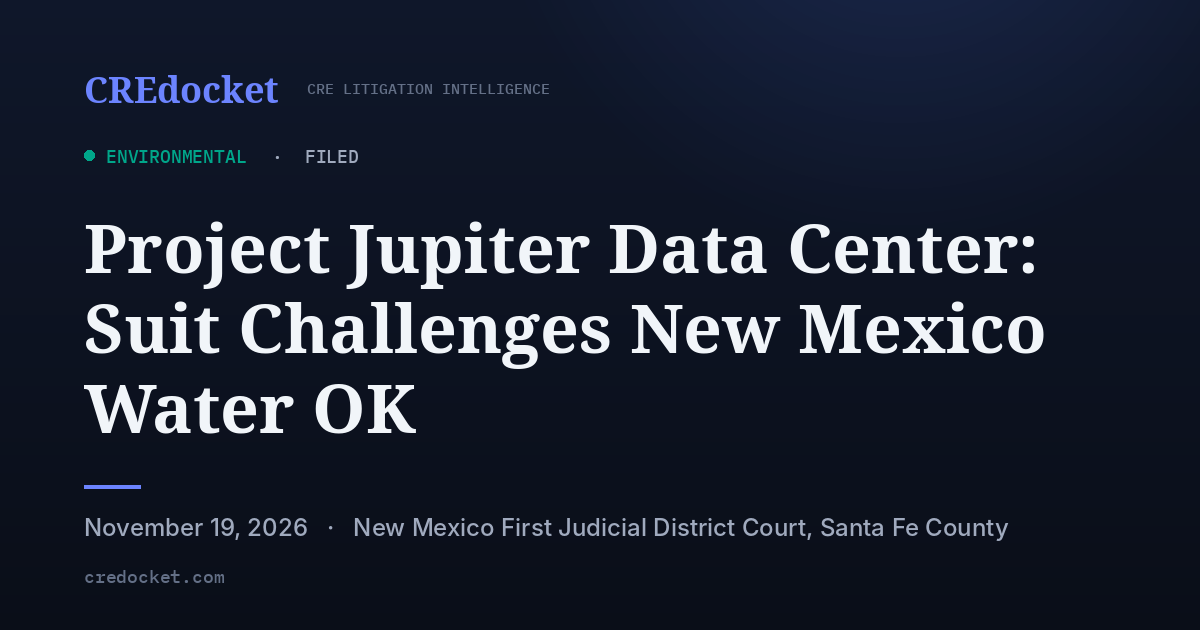 CREdocket CRE LITIGATION INTELLIGENCE
ENVIRONMENTAL · FILED
Project Jupiter Data Center:
Suit Challenges New Mexico
Water OK
November 19, 2026 · New Mexico First Judicial District Court, Santa Fe County
credocket.com